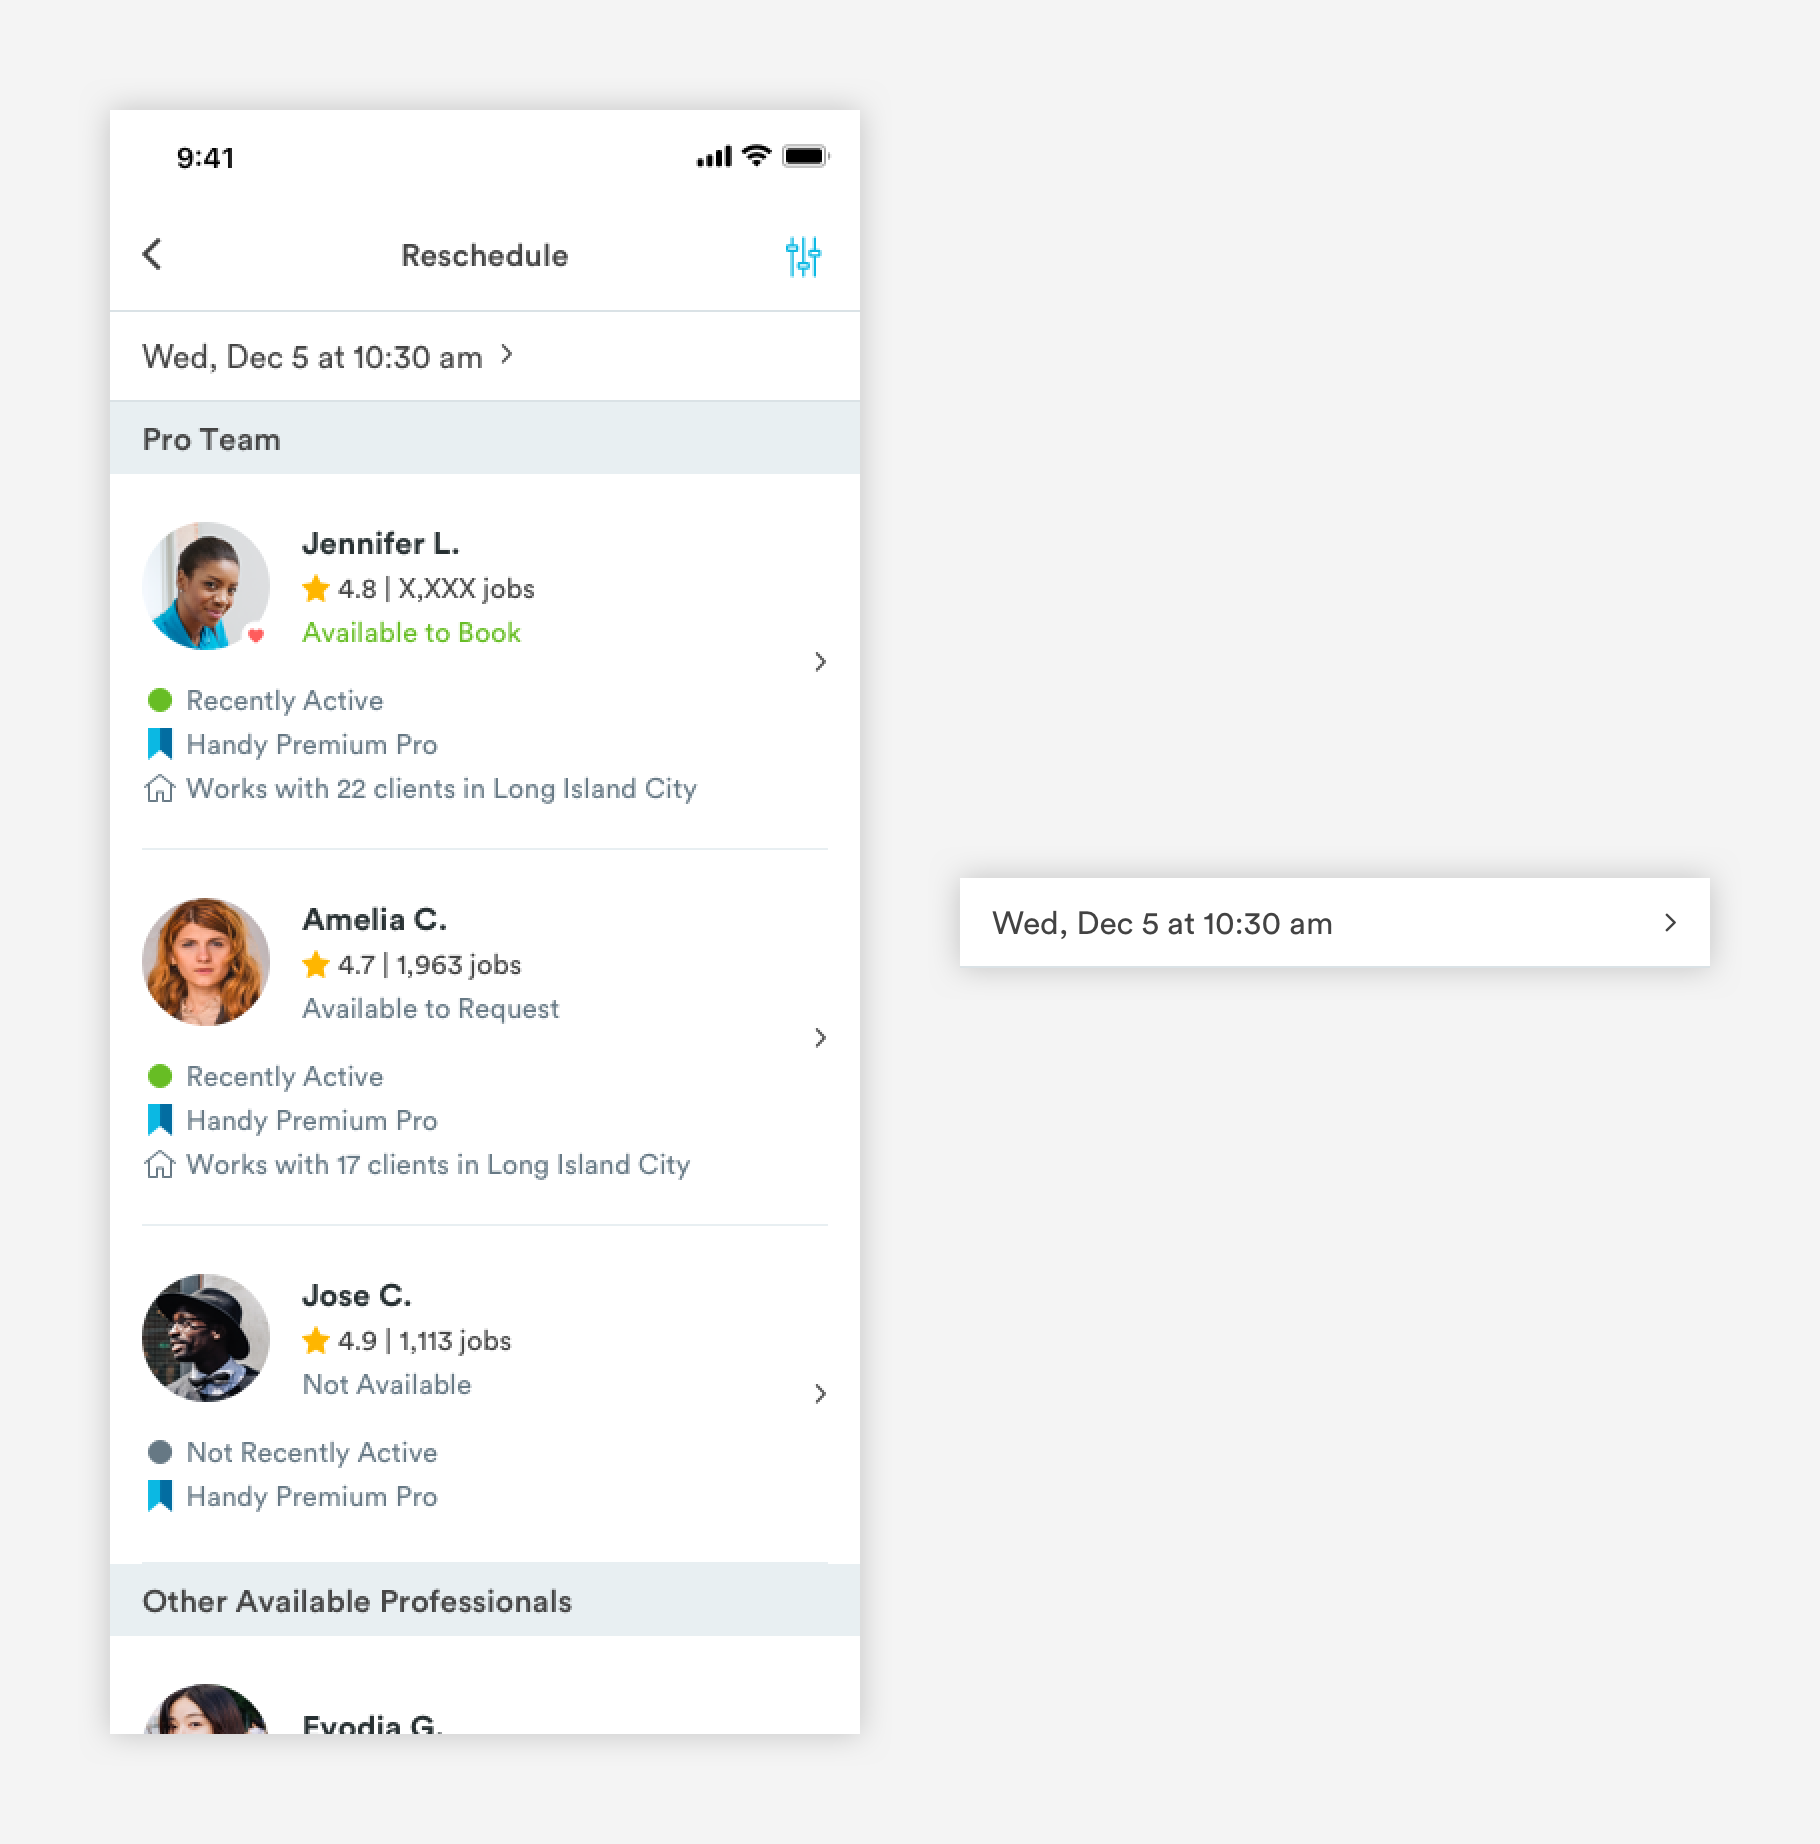 9:41
Reschedule
Wed, Dec 5 at 10:30 am
Pro Team
Jennifer L.
4.8 | X,XXX jobs
Available to Book
Recently Active
Handy Premium Pro
Works with 22 clients in Long Island City
Amelia C.
4.7 | 1,963 jobs
Available to Request
Recently Active
Handy Premium Pro
Works with 17 clients in Long Island City
Jose C.
4.9 | 1,113 jobs
Not Available
Not Recently Active
Handy Premium Pro
Other Available Professionals
Evodia G.
Wed, Dec 5 at 10:30 am